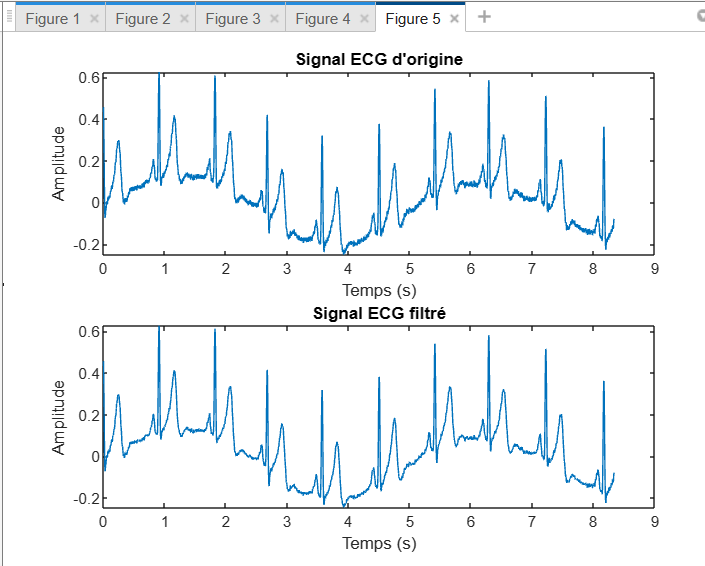 Figure 1 × Figure 2 × Figure 3 × Figure 4 × Figure 5 × +
Signal ECG d'origine
0.6
0.4
0.2
0
-0.2
Amplitude
0 1 2 3 4 5 6 7 8 9
Temps (s)
Signal ECG filtré
0.6
0.4
0.2
0
-0.2
Amplitude
0 1 2 3 4 5 6 7 8 9
Temps (s)